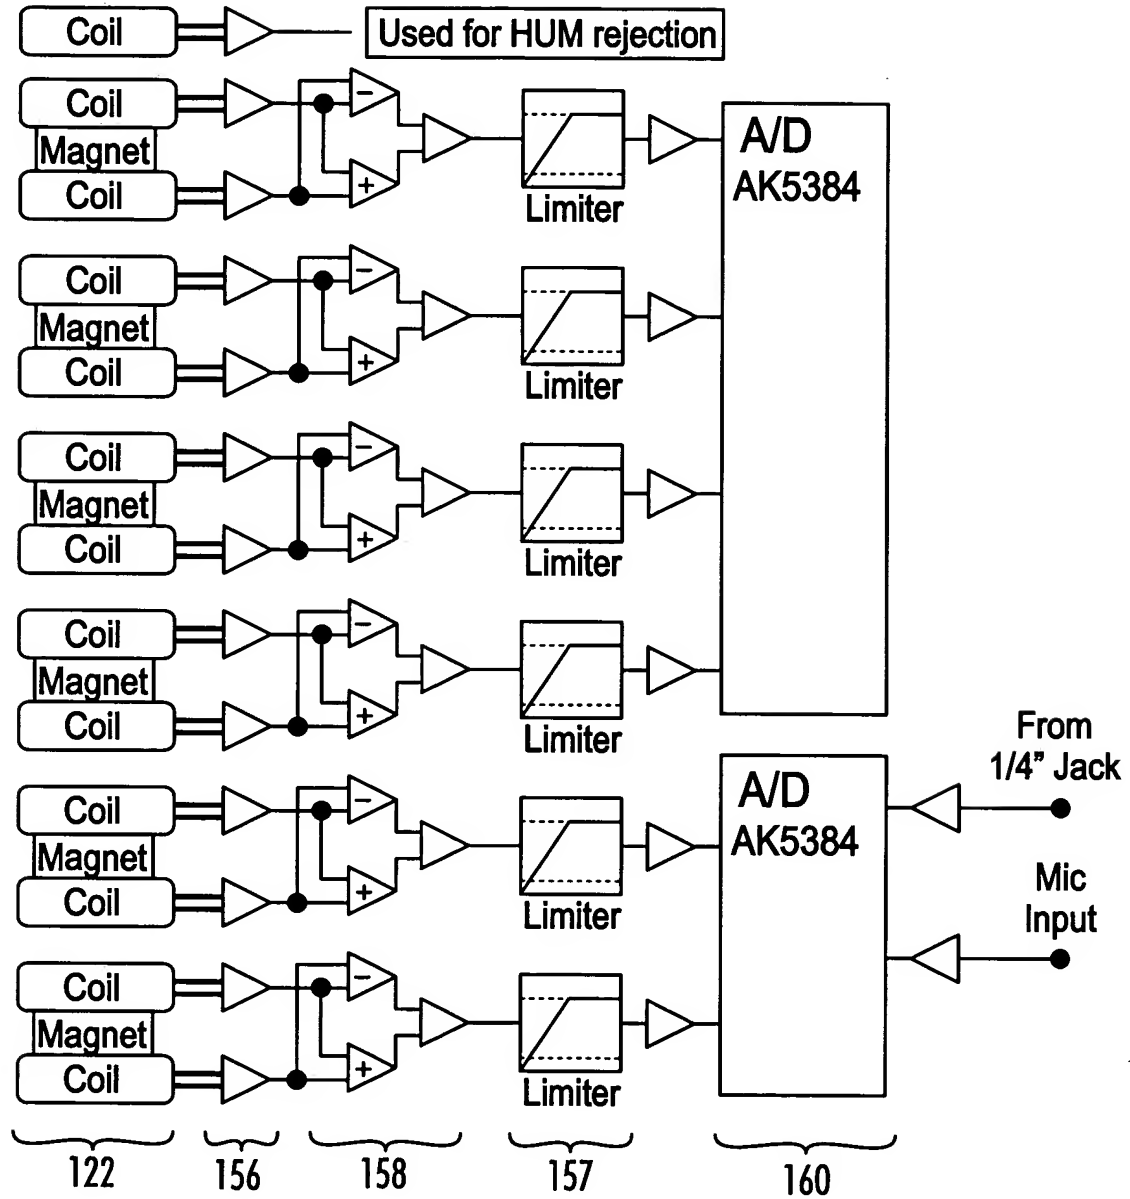 Coil
Used for HUM rejection
Coil
Magnet
Coil
−
+
Limiter
A/D
AK5384
Coil
Magnet
Coil
−
+
Limiter
Coil
Magnet
Coil
−
+
Limiter
Coil
Magnet
Coil
−
+
Limiter
From
1/4" Jack
Coil
Magnet
Coil
−
+
Limiter
A/D
AK5384
Mic
Input
Coil
Magnet
Coil
−
+
Limiter
122
156
158
157
160